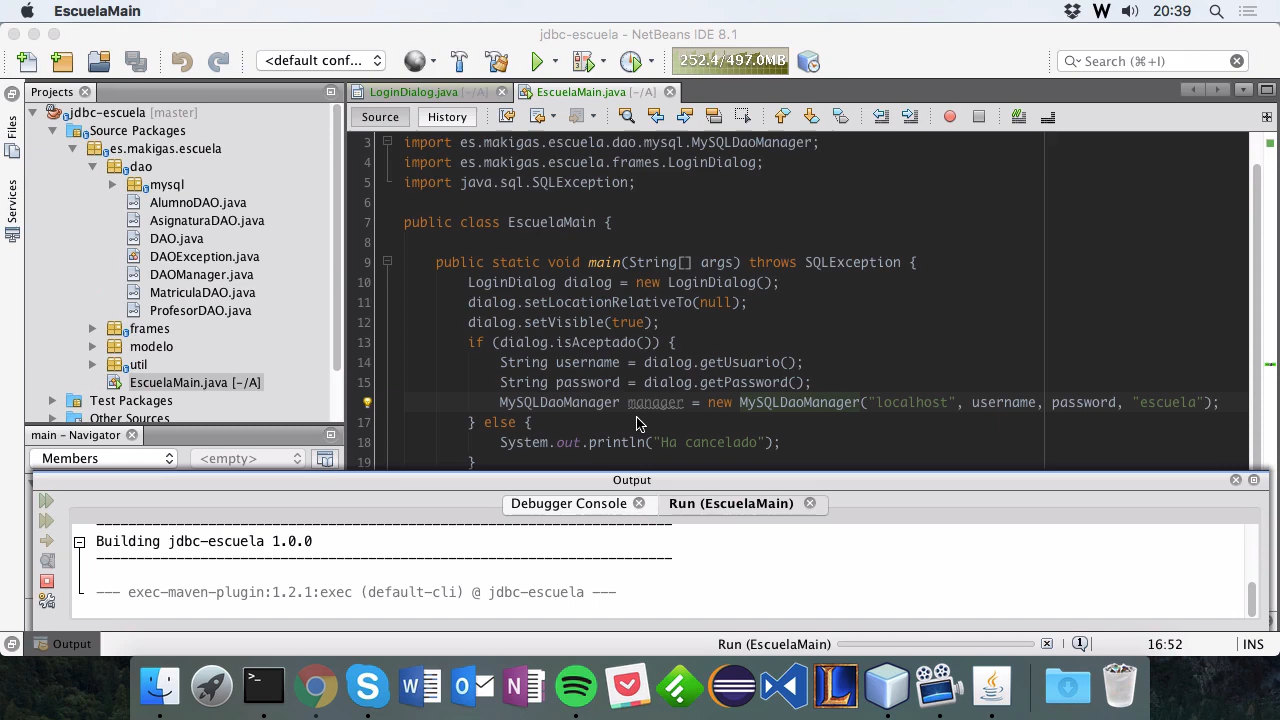 EscuelaMain
20:39
jdbc-escuela - NetBeans IDE 8.1
<default conf...
252.4/497.0MB
Search (⌘+I)
Projects
LoginDialog.java [-/A]
EscuelaMain.java [-/A]
jdbc-escuela [master]
Source
History
Files
Services
Source Packages
es.makigas.escuela
dao
mysql
AlumnoDAO.java
AsignaturaDAO.java
DAO.java
DAOException.java
DAOManager.java
MatriculaDAO.java
ProfesorDAO.java
frames
modelo
util
EscuelaMain.java [-/A]
Test Packages
Other Sources
3 import es.makigas.escuela.dao.mysql.MySQLDaoManager;
4 import es.makigas.escuela.frames.LoginDialog;
5 import java.sql.SQLException;
6
7 public class EscuelaMain {
8
9 public static void main(String[] args) throws SQLException {
10 LoginDialog dialog = new LoginDialog();
11 dialog.setLocationRelativeTo(null);
12 dialog.setVisible(true);
13 if (dialog.isAceptado()) {
14 String username = dialog.getUsuario();
15 String password = dialog.getPassword();
MySQLDaoManager manager = new MySQLDaoManager("localhost", username, password, "escuela");
17 } else {
18 System.out.println("Ha cancelado");
19 }
main - Navigator
Members
<empty>
Output
Debugger Console
Run (EscuelaMain)
Building jdbc-escuela 1.0.0
--- exec-maven-plugin:1.2.1:exec (default-cli) @ jdbc-escuela ---
Output
Run (EscuelaMain)
1
16:52
INS